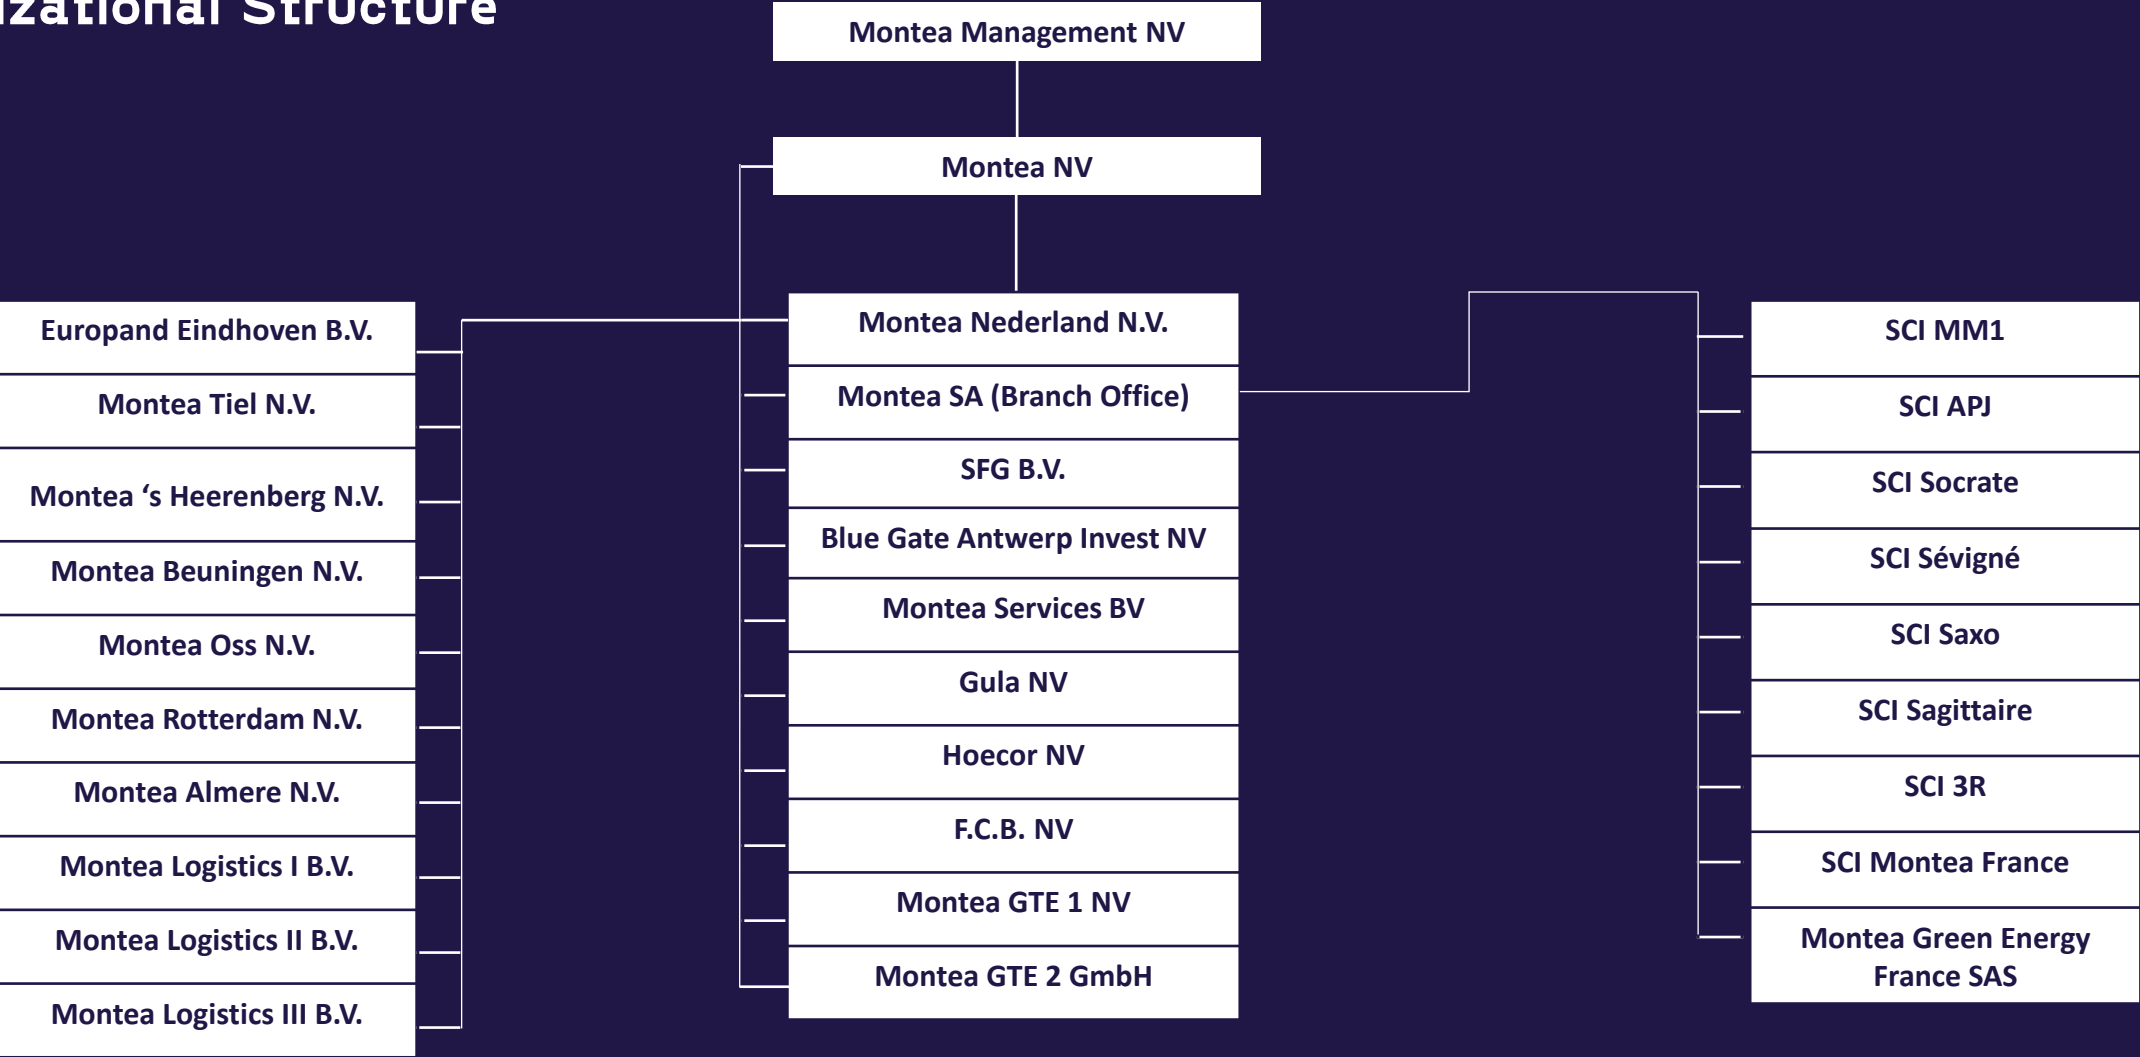 Structure
Montea Management NV
Montea NV
Europand Eindhoven B.V.
Montea Tiel N.V.
Montea ‘s Heerenberg N.V.
Montea Beuningen N.V.
Montea Oss N.V.
Montea Rotterdam N.V.
Montea Almere N.V.
Montea Logistics I B.V.
Montea Logistics II B.V.
Montea Logistics III B.V.
Montea Nederland N.V.
Montea SA (Branch Office)
SFG B.V.
Blue Gate Antwerp Invest NV
Montea Services BV
Gula NV
Hoecor NV
F.C.B. NV
Montea GTE 1 NV
Montea GTE 2 GmbH
SCI MM1
SCI APJ
SCI Socrate
SCI Sévigné
SCI Saxo
SCI Sagittaire
SCI 3R
SCI Montea France
Montea Green Energy
France SAS